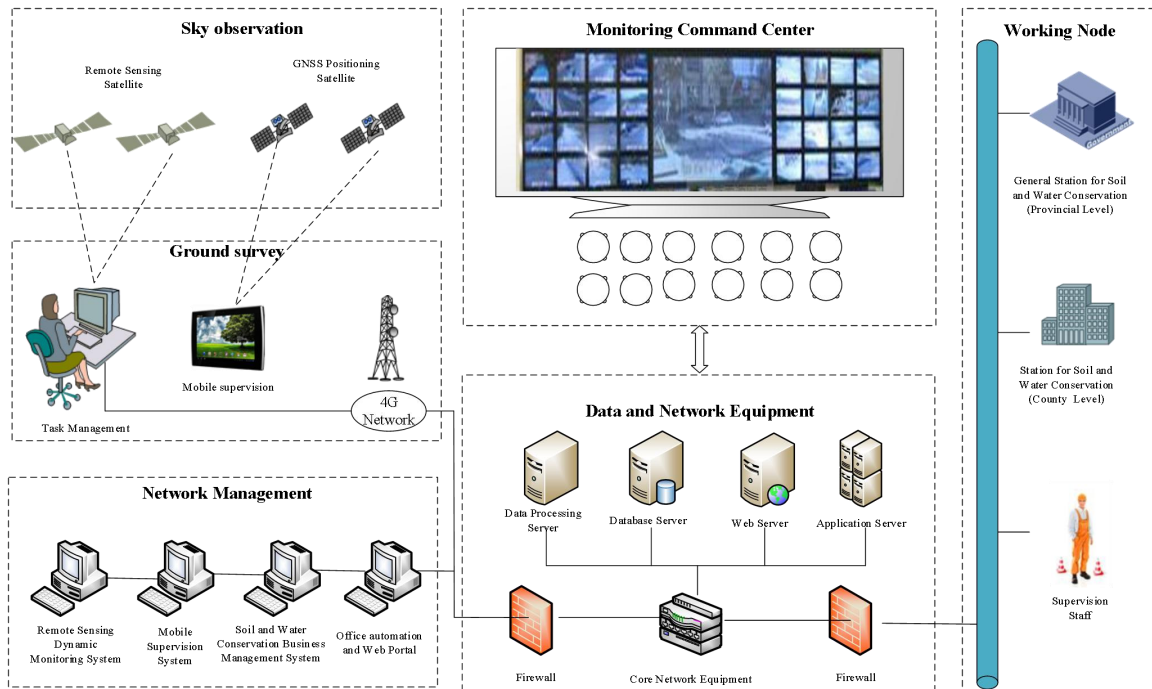 Sky observation
Remote Sensing
Satellite
GNSS Positioning
Satellite
Ground survey
Mobile supervision
Task Management
4G
Network
Network Management
Remote Sensing
Dynamic
Monitoring System
Mobile
Supervision
System
Soil and Water
Conservation Business
Management System
Office automation
and Web Portal
Monitoring Command Center
Data and Network Equipment
Data Processing
Server
Database Server
Web Server
Application Server
Firewall
Core Network Equipment
Firewall
Working Node
Government
General Station for Soil
and Water Conservation
(Provincial Level)
Station for Soil and
Water Conservation
(County Level)
Supervision
Staff